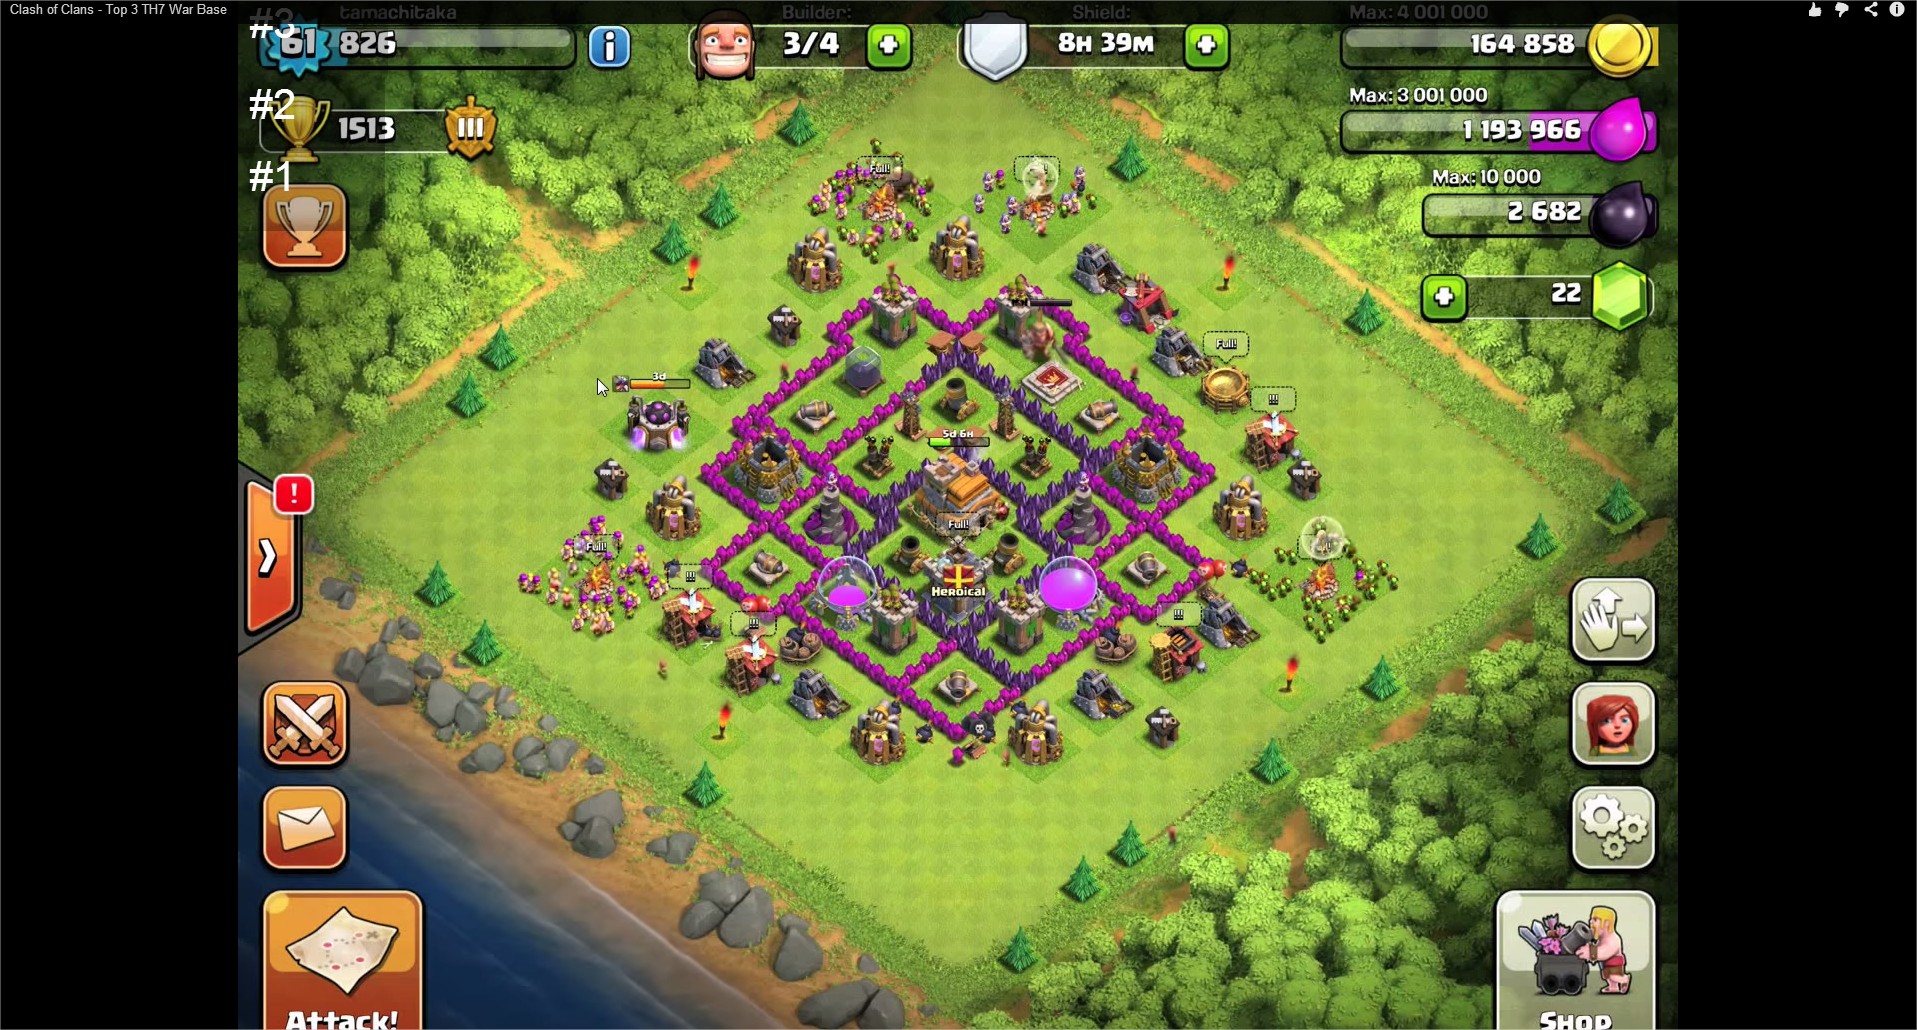 Clash of Clans - Top 3 TH7 War Base
#3
tamachitaka
Builder:
Shield:
Max: 4 001 000
61
826
3/4
8H 39M
164 858
#2
1513
III
Max: 3 001 000
1 193 966
#1
Max: 10 000
2 682
22
Full!
Full!
3d
!!!
5d 6H
Full!
!
Full!
!!!
!!!
!!!
Heroical
Attack!
Shop